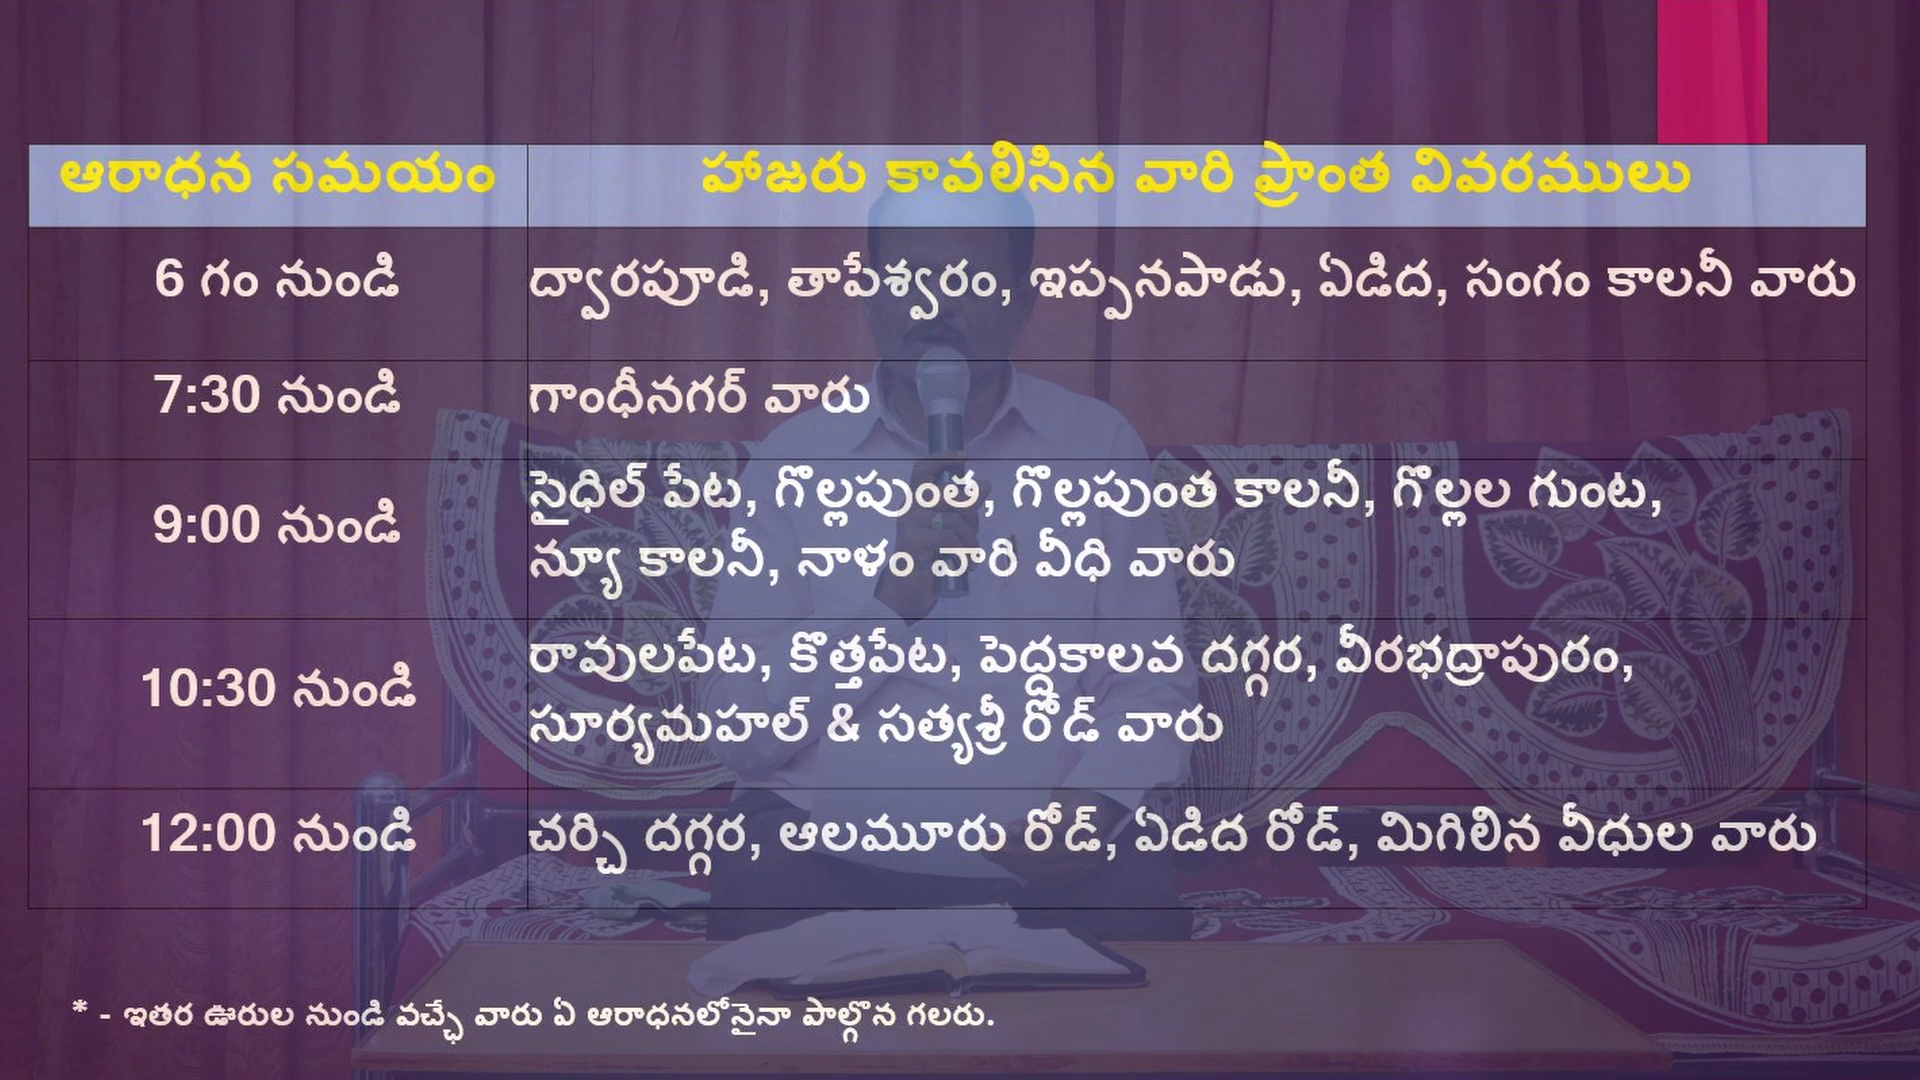 ఆరాధన సమయం
హాజరు కావలిసిన వారి ప్రాంత వివరములు
6 గం నుండి
ద్వారపూడి, తాపేశ్వరం, ఇప్పనపాడు, ఏడిద, సంగం కాలనీ వారు
7:30 నుండి
గాంధీనగర్ వారు
9:00 నుండి
సైధిల్ పేట, గొల్లపుంత, గొల్లపుంత కాలనీ, గొల్లల గుంట,
న్యూ కాలనీ, నాళం వారి వీధి వారు
10:30 నుండి
రావులపేట, కొత్తపేట, పెద్దకాలవ దగ్గర, వీరభద్రాపురం,
సూర్యమహల్ & సత్యశ్రీ రోడ్ వారు
12:00 నుండి
చర్చి దగ్గర, ఆలమూరు రోడ్, ఏడిద రోడ్, మిగిలిన వీధుల వారు
* - ఇతర ఊరుల నుండి వచ్ఛే వారు ఏ ఆరాధనలోనైనా పాల్గొన గలరు.